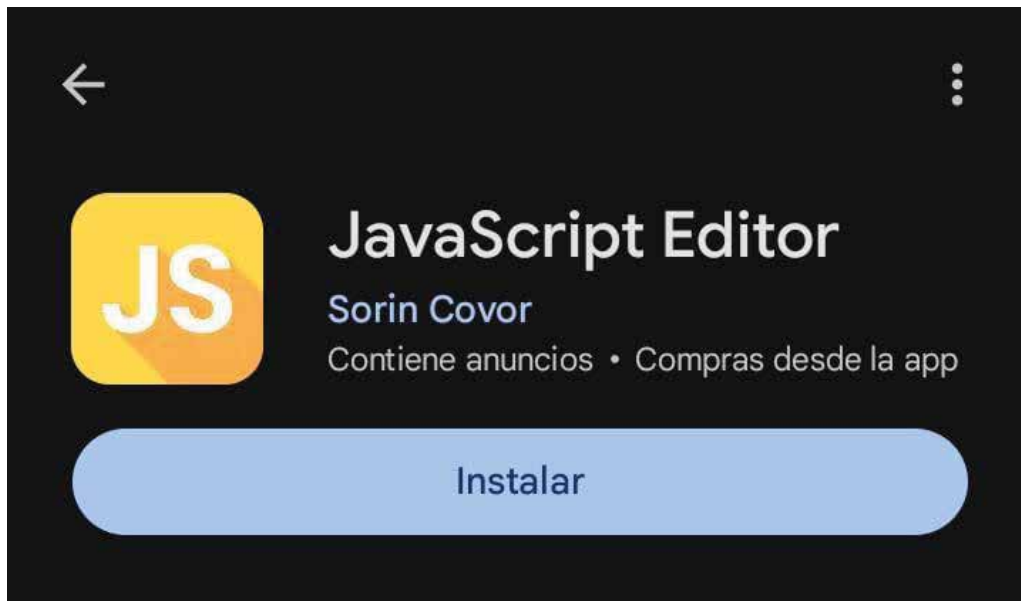 JS
JavaScript Editor
Sorin Covor
Contiene anuncios • Compras desde la app
Instalar